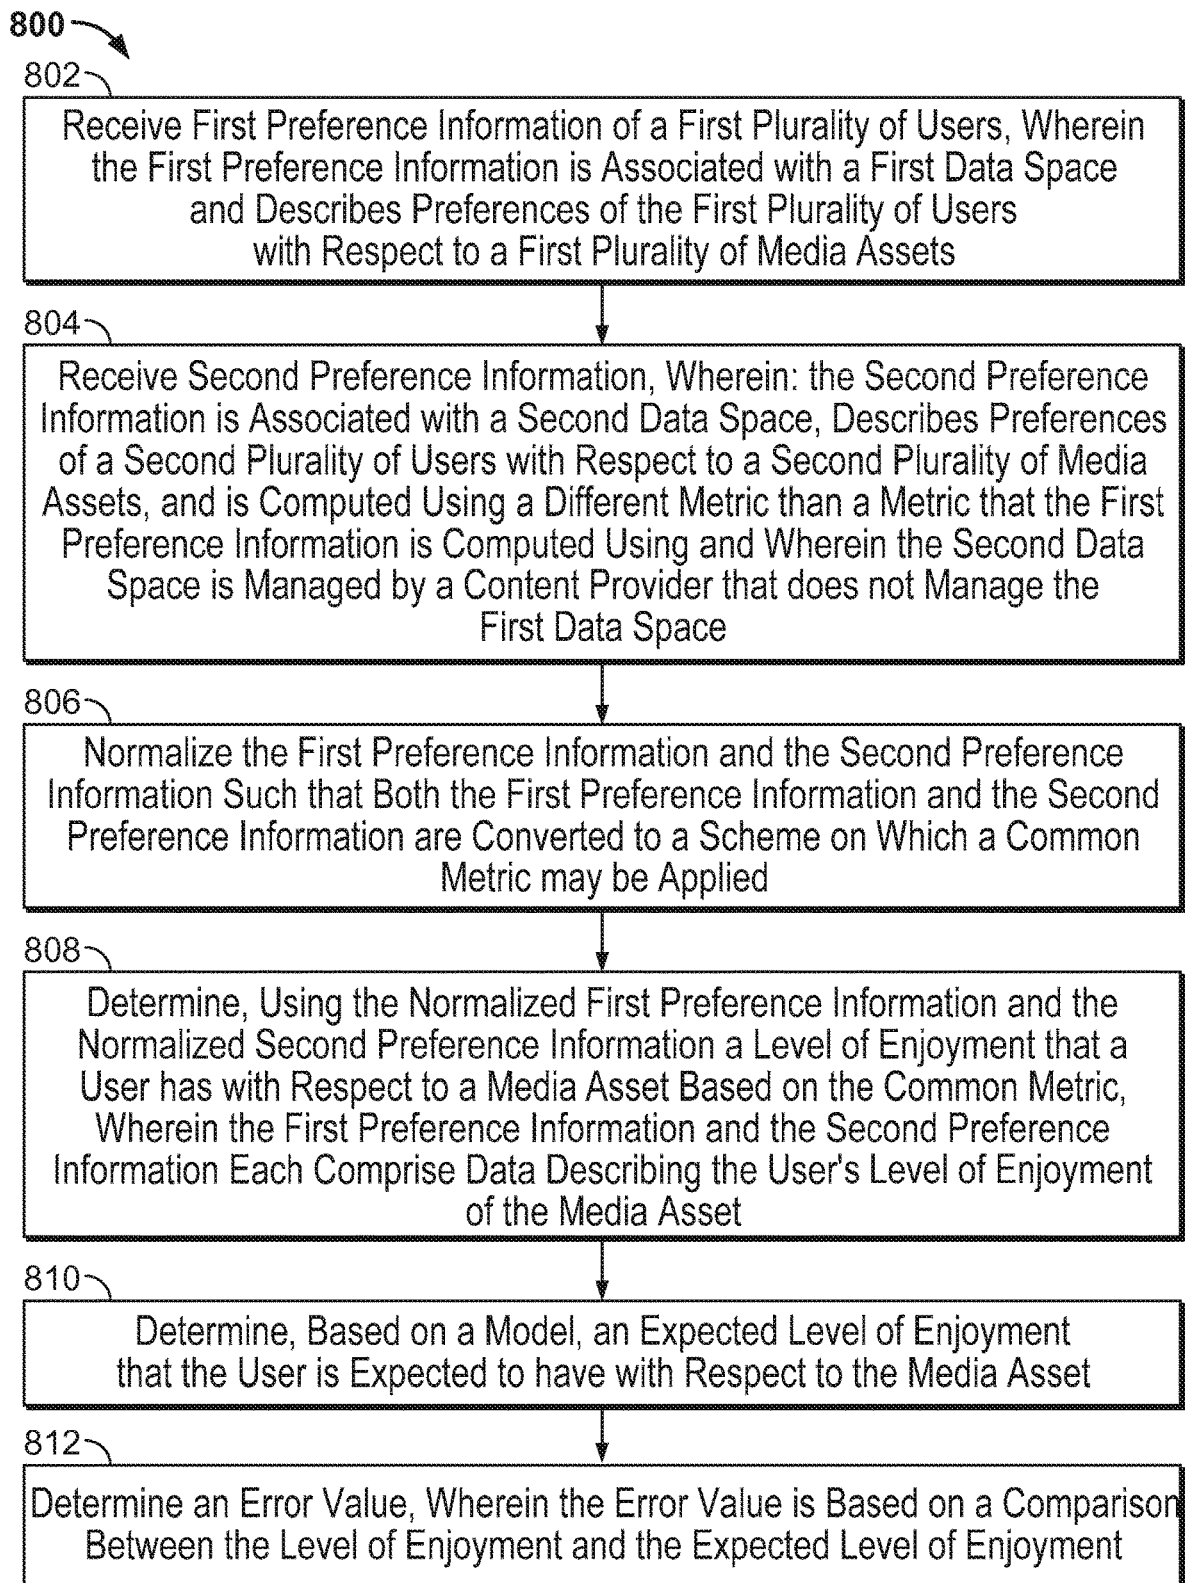 800
802
Receive First Preference Information of a First Plurality of Users, Wherein
the First Preference Information is Associated with a First Data Space
and Describes Preferences of the First Plurality of Users
with Respect to a First Plurality of Media Assets
804
Receive Second Preference Information, Wherein: the Second Preference
Information is Associated with a Second Data Space, Describes Preferences
of a Second Plurality of Users with Respect to a Second Plurality of Media
Assets, and is Computed Using a Different Metric than a Metric that the First
Preference Information is Computed Using and Wherein the Second Data
Space is Managed by a Content Provider that does not Manage the
First Data Space
806
Normalize the First Preference Information and the Second Preference
Information Such that Both the First Preference Information and the Second
Preference Information are Converted to a Scheme on Which a Common
Metric may be Applied
808
Determine, Using the Normalized First Preference Information and the
Normalized Second Preference Information a Level of Enjoyment that a
User has with Respect to a Media Asset Based on the Common Metric,
Wherein the First Preference Information and the Second Preference
Information Each Comprise Data Describing the User's Level of Enjoyment
of the Media Asset
810
Determine, Based on a Model, an Expected Level of Enjoyment
that the User is Expected to have with Respect to the Media Asset
812
Determine an Error Value, Wherein the Error Value is Based on a Comparison
Between the Level of Enjoyment and the Expected Level of Enjoyment